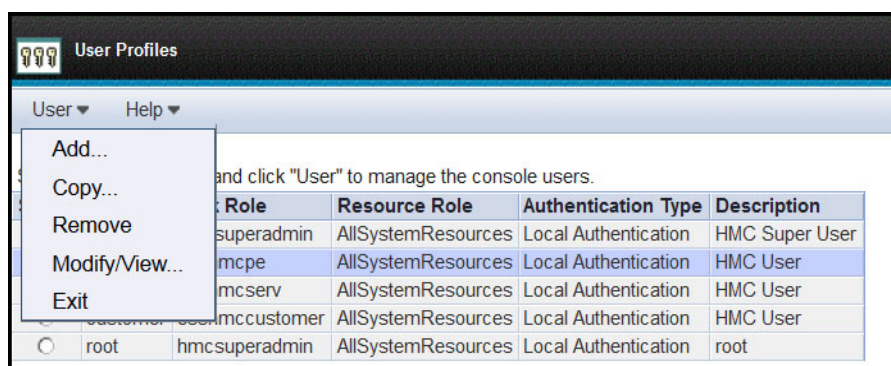 User Profiles
User Help
Add...
Copy...
Remove
Modify/View...
Exit
and click "User" to manage the console users.
Role Resource Role Authentication Type Description
superadmin AllSystemResources Local Authentication HMC Super User
mcpe AllSystemResources Local Authentication HMC User
mcserv AllSystemResources Local Authentication HMC User
AllSystemResources Local Authentication HMC User
root hmcsuperadmin AllSystemResources Local Authentication root